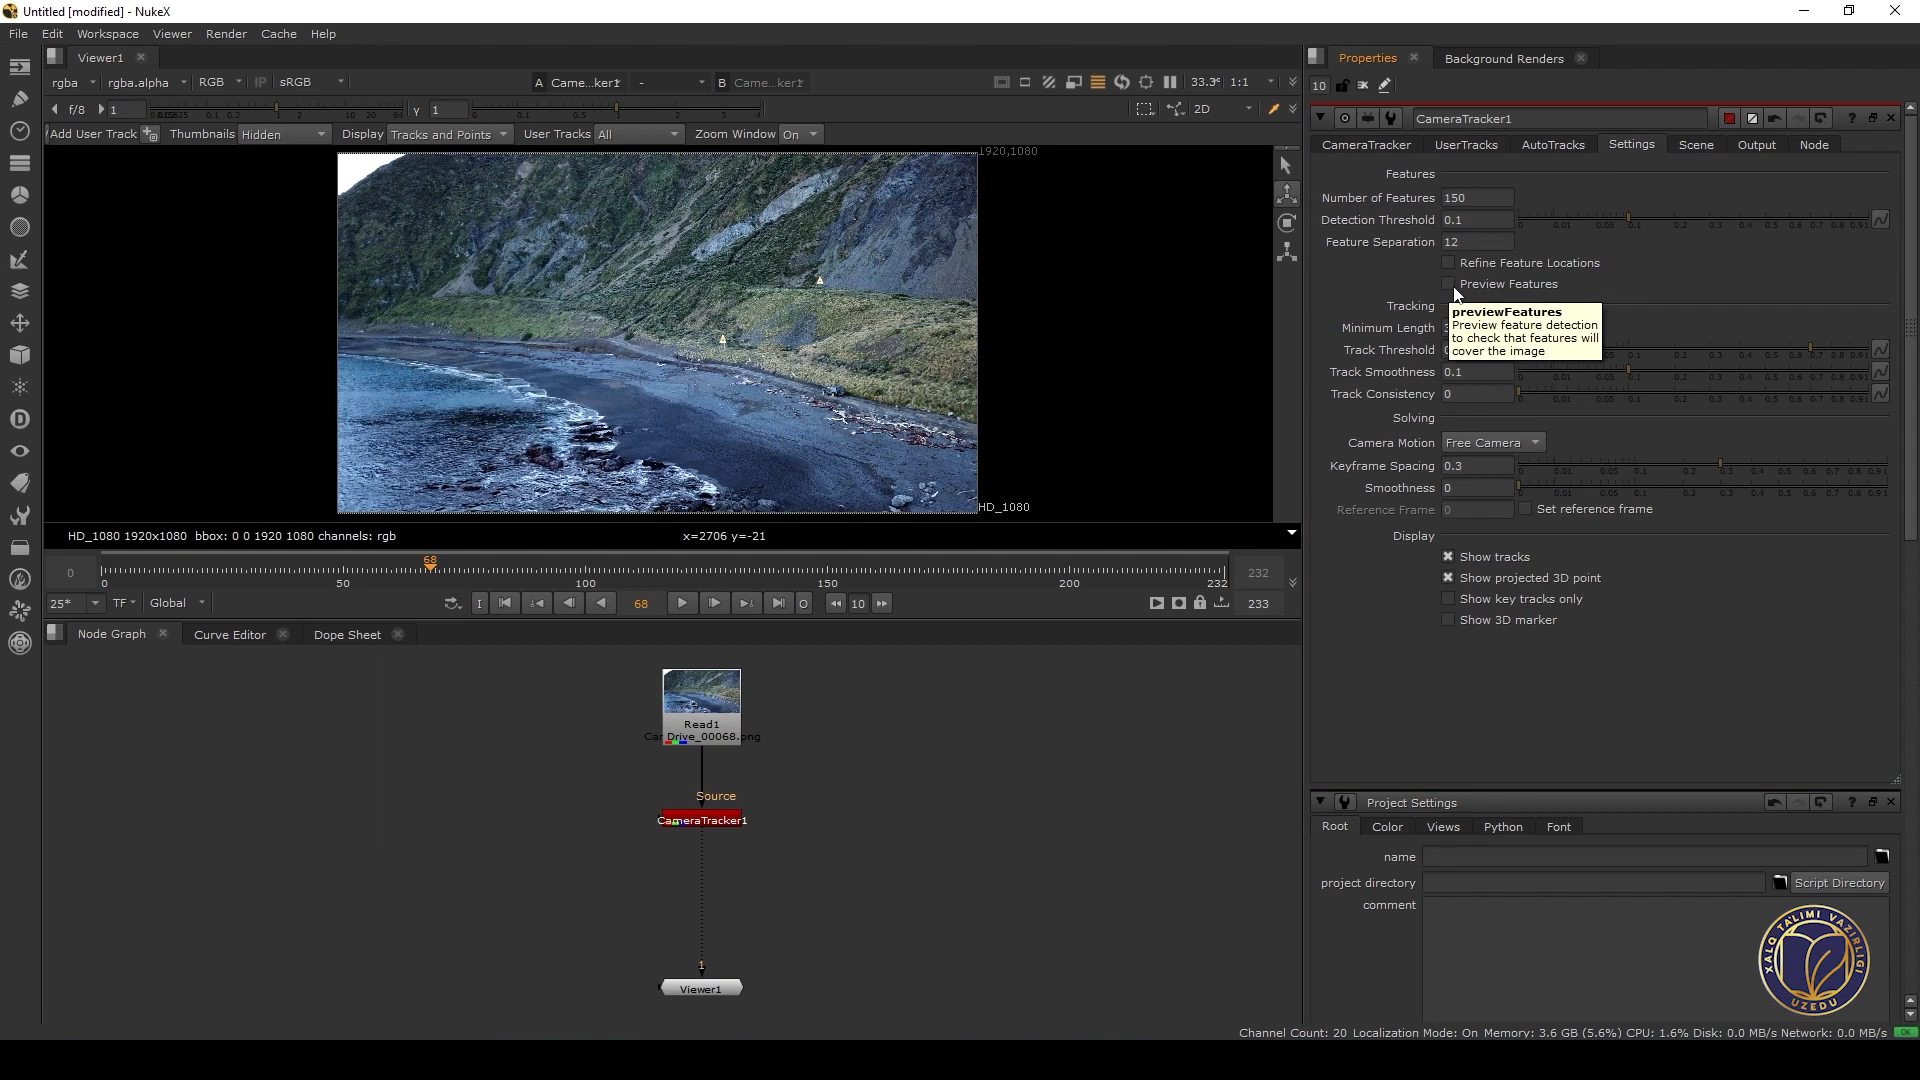 Untitled [modified] - NukeX
File Edit Workspace Viewer Render Cache Help
Viewer1
rgba rgba.alpha RGB IP sRGB A Came...ker1 - B Came...ker1 33.3 1:1
f/8 1 Y 1 2D
Add User Track Thumbnails Hidden Display Tracks and Points User Tracks All Zoom Window On
1920,1080
HD_1080
HD_1080 1920x1080 bbox: 0 0 1920 1080 channels: rgb x=2706 y=-21
68
0 0 50 100 150 200 232 232
25* TF Global I 68 O 10 233
Node Graph Curve Editor Dope Sheet
Read1
Car Drive_00068.png
Source
CameraTracker1
1
Viewer1
Properties Background Renders
10
CameraTracker1
CameraTracker UserTracks AutoTracks Settings Scene Output Node
Features
Number of Features 150
Detection Threshold 0.1
Feature Separation 12
Refine Feature Locations
Preview Features
Tracking
previewFeatures
Preview feature detection
to check that features will
cover the image
Minimum Length
Track Threshold
Track Smoothness 0.1
Track Consistency 0
Solving
Camera Motion Free Camera
Keyframe Spacing 0.3
Smoothness 0
Reference Frame 0 Set reference frame
Display
Show tracks
Show projected 3D point
Show key tracks only
Show 3D marker
Project Settings
Root Color Views Python Font
name
project directory Script Directory
comment
XALQ TA'LIMI VAZIRLIGI
UZEDU
Channel Count: 20 Localization Mode: On Memory: 3.6 GB (5.6%) CPU: 1.6% Disk: 0.0 MB/s Network: 0.0 MB/s OK